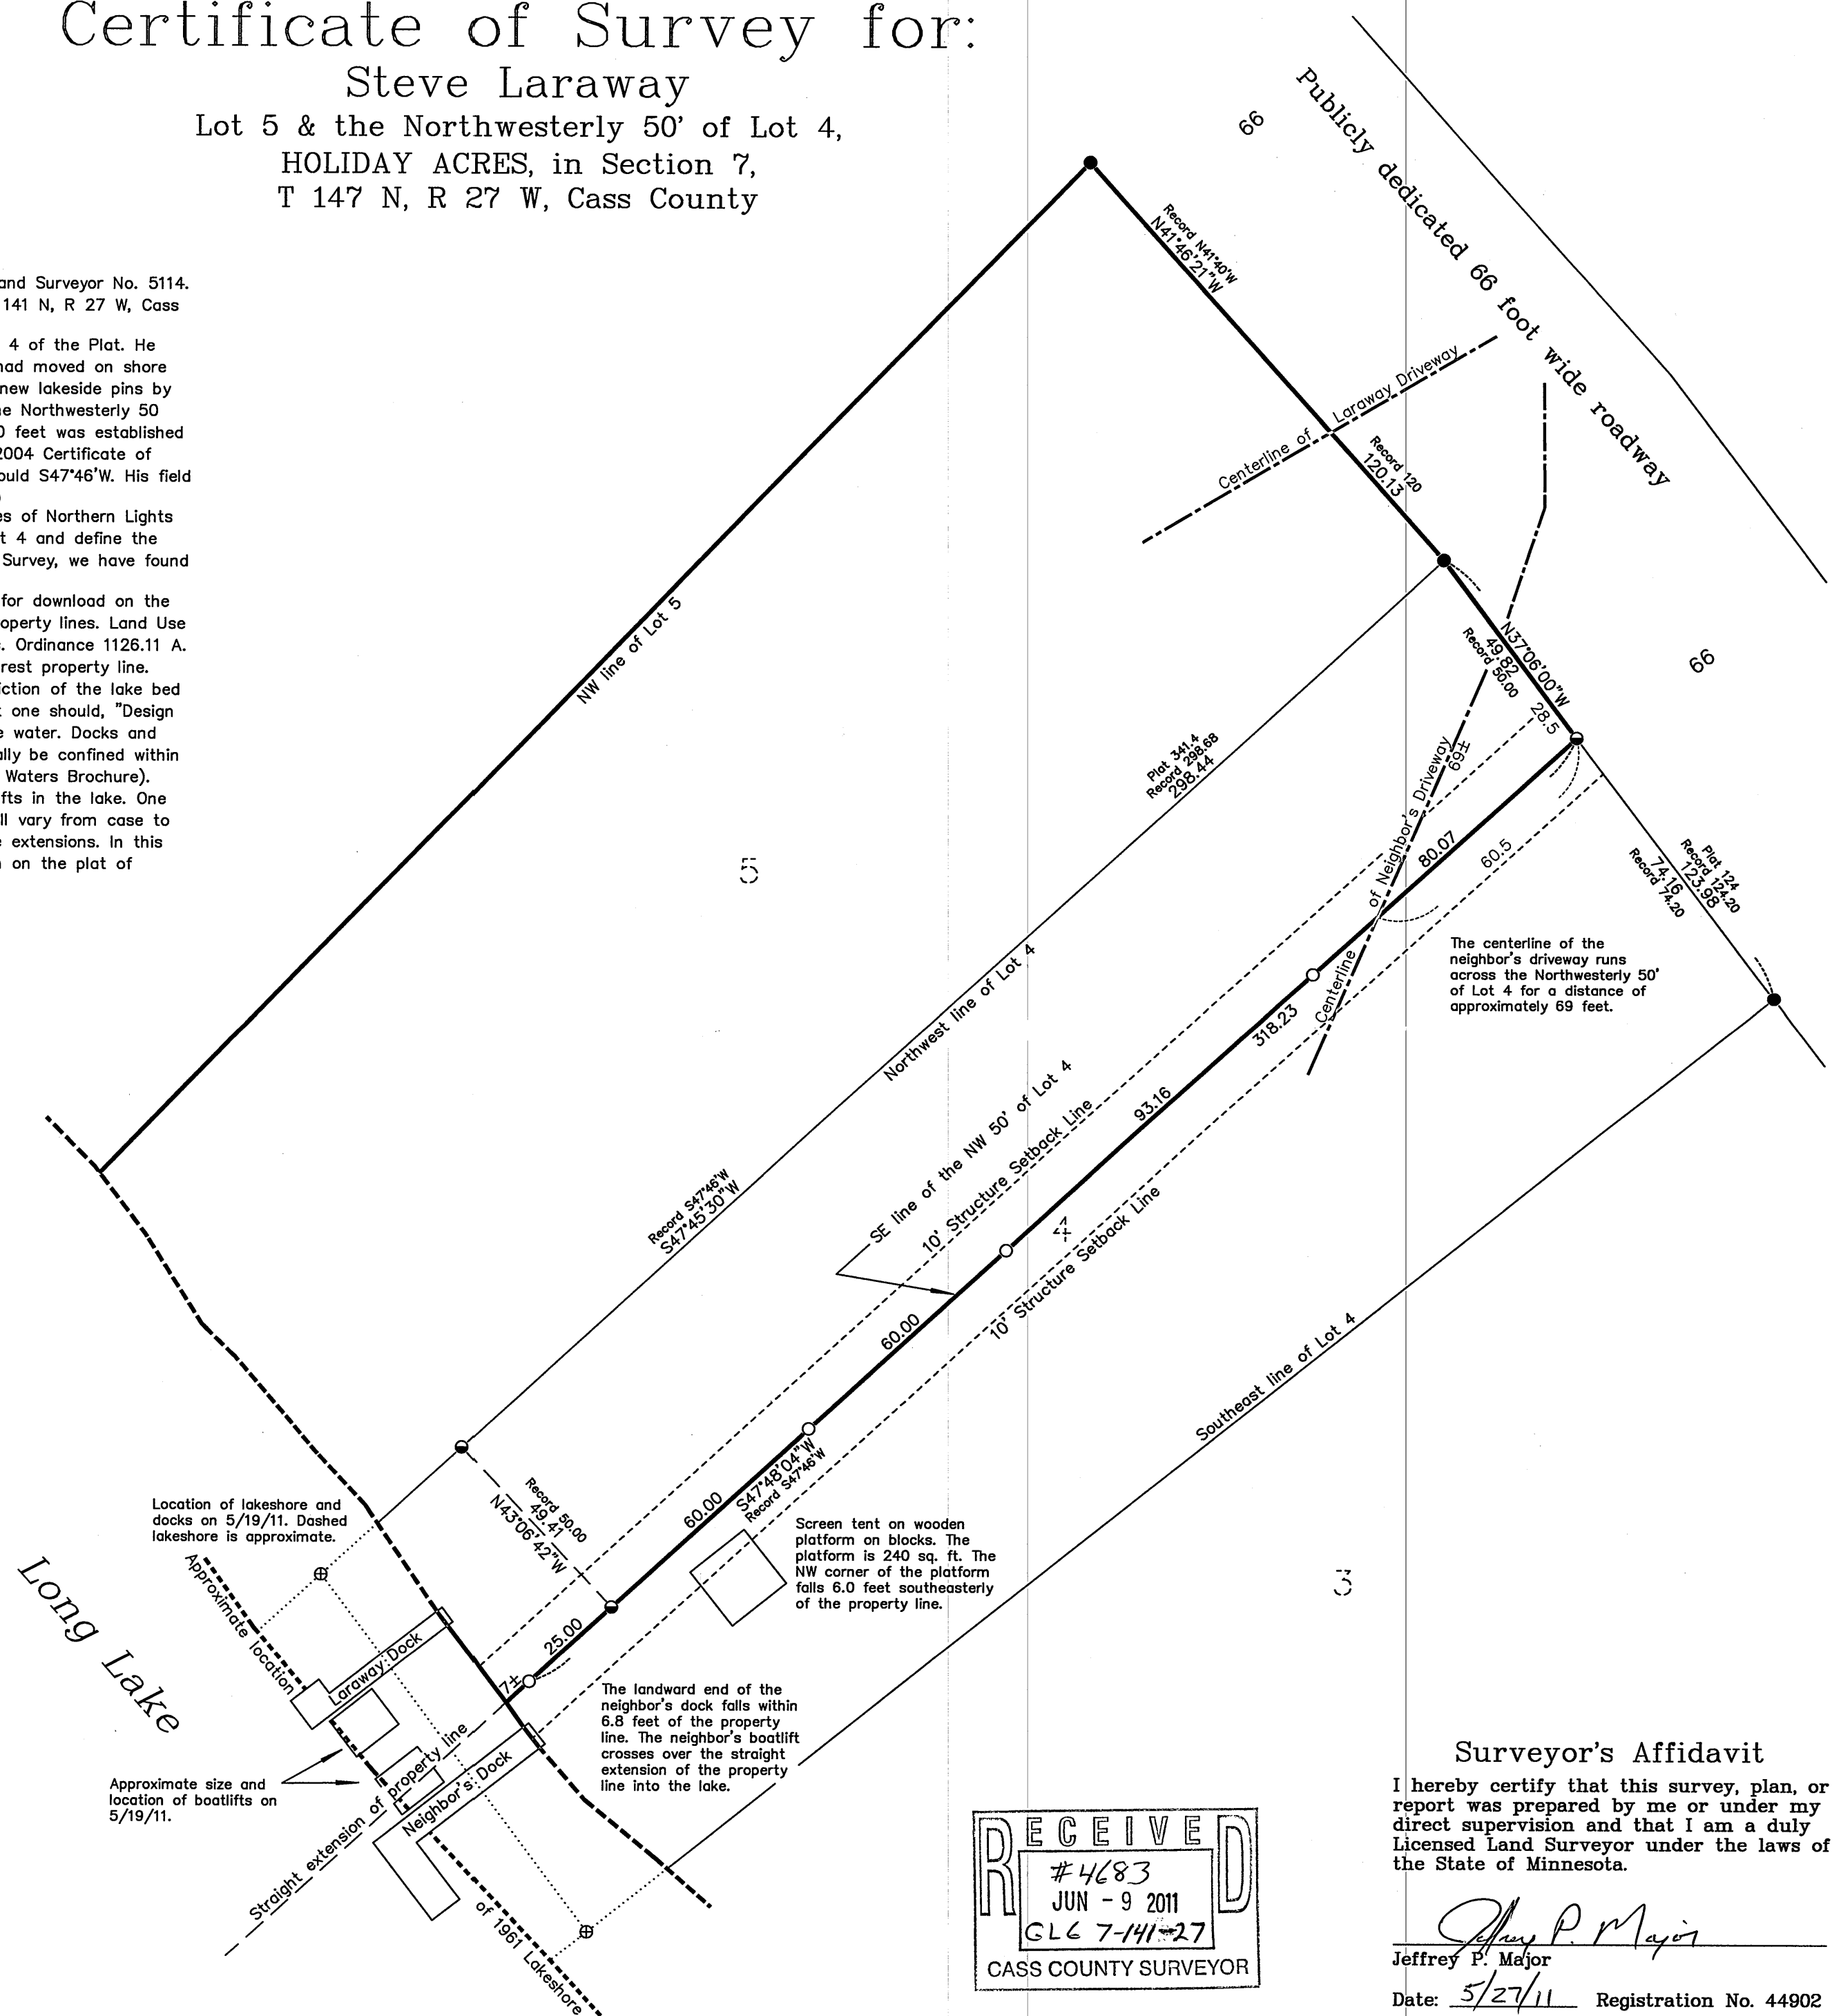 Certificate of Survey for:
Steve Laraway
Lot 5 & the Northwesterly 50' of Lot 4,
HOLIDAY ACRES, in Section 7,
T 147 N, R 27 W, Cass County
and Surveyor No. 5114.
141 N, R 27 W, Cass
4 of the Plat. He
had moved on shore
new lakeside pins by
he Northwesterly 50
0 feet was established
2004 Certificate of
ould S47°46'W. His field
es of Northern Lights
t 4 and define the
Survey, we have found
for download on the
operty lines. Land Use
. Ordinance 1126.11 A.
rest property line.
iction of the lake bed
t one should, "Design
e water. Docks and
ally be confined within
Waters Brochure).
fts in the lake. One
ll vary from case to
e extensions. In this
n on the plat of
Publicly dedicated 66 foot wide roadway
66
66
Record N41°40'W
N41°46'21"W
Centerline of Laraway Driveway
Record 120
120.13
N37°06'00"W
49.82
Record 50.00
28.5
69±
Centerline of Neighbor's Driveway
80.07
60.5
Plat 124
Record 124.20
123.98
74.16
Record 74.20
The centerline of the
neighbor's driveway runs
across the Northwesterly 50'
of Lot 4 for a distance of
approximately 69 feet.
NW line of Lot 5
5
Plat 341.4
Record 298.68
298.44
Northwest line of Lot 4
Record S47°46'W
S47°45'30"W
318.23
93.16
SE line of the NW 50' of Lot 4
10' Structure Setback Line
4
10' Structure Setback Line
60.00
Southeast line of Lot 4
3
60.00
S47°48'04"W
Record S47°46'W
Record 50.00
49.41
N43°06'42"W
25.00
7±
Screen tent on wooden
platform on blocks. The
platform is 240 sq. ft. The
NW corner of the platform
falls 6.0 feet southeasterly
of the property line.
Location of lakeshore and
docks on 5/19/11. Dashed
lakeshore is approximate.
Long Lake
Approximate location
of 1961 Lakeshore
Laraway Dock
Neighbor's Dock
Straight extension of property line
Approximate size and
location of boatlifts on
5/19/11.
The landward end of the
neighbor's dock falls within
6.8 feet of the property
line. The neighbor's boatlift
crosses over the straight
extension of the property
line into the lake.
RECEIVED
#4683
JUN - 9 2011
GL6 7-141-27
CASS COUNTY SURVEYOR
Surveyor's Affidavit
I hereby certify that this survey, plan, or
report was prepared by me or under my
direct supervision and that I am a duly
Licensed Land Surveyor under the laws of
the State of Minnesota.
Jeffrey P. Major
Jeffrey P. Major
Date: 5/27/11 Registration No. 44902